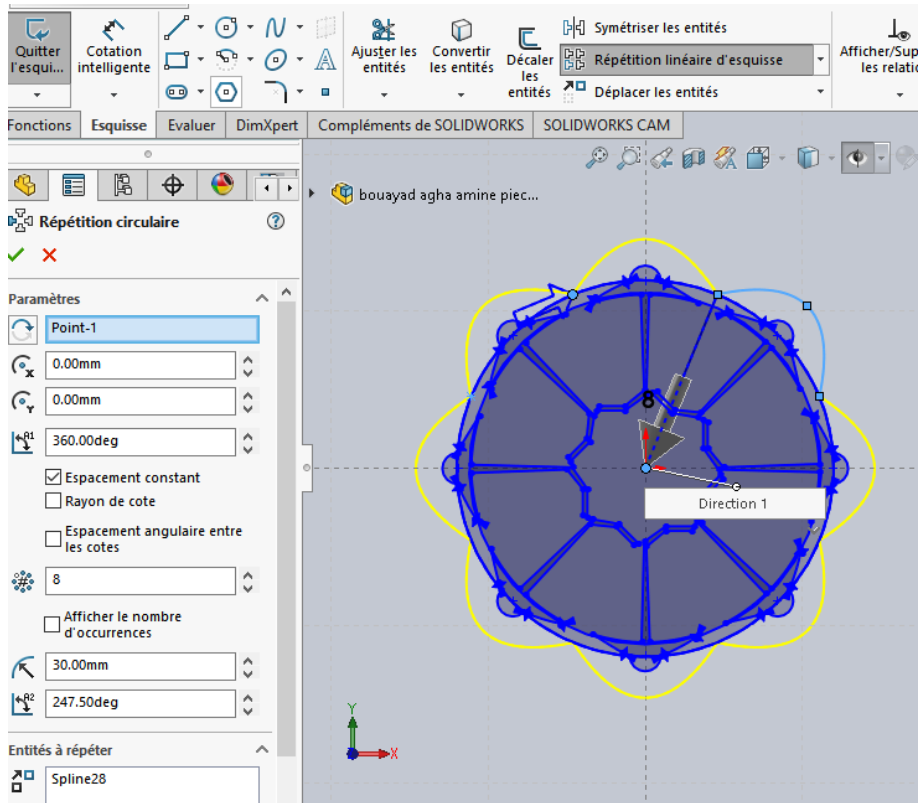 Quitter l'esqui...
Cotation intelligente
Ajuster les entités
Convertir les entités
Décaler les entités
Symétriser les entités
Répétition linéaire d'esquisse
Déplacer les entités
Afficher/Sup
les relatio
Fonctions
Esquisse
Evaluer
DimXpert
Compléments de SOLIDWORKS
SOLIDWORKS CAM
bouayad agha amine piec...
Répétition circulaire
Paramètres
Point-1
0.00mm
0.00mm
360.00deg
Espacement constant
Rayon de cote
Espacement angulaire entre
les cotes
8
Afficher le nombre
d'occurrences
30.00mm
247.50deg
Entités à répéter
Spline28
8
Direction 1
Y
X